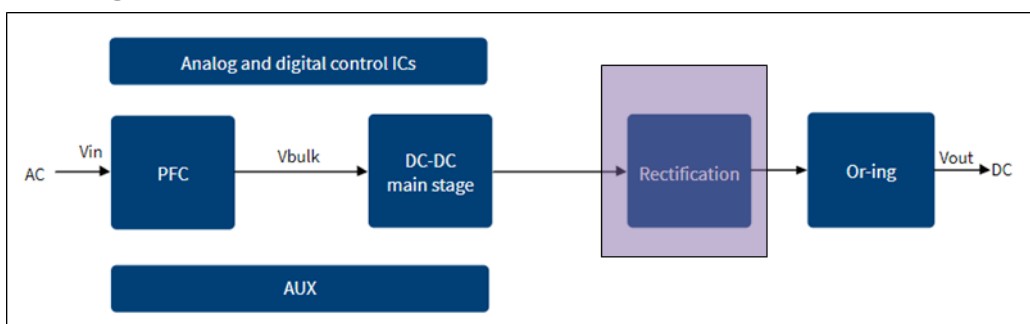 Analog and digital control ICs
AC
Vin
PFC
Vbulk
DC-DC
main stage
Rectification
Or-ing
Vout
DC
AUX